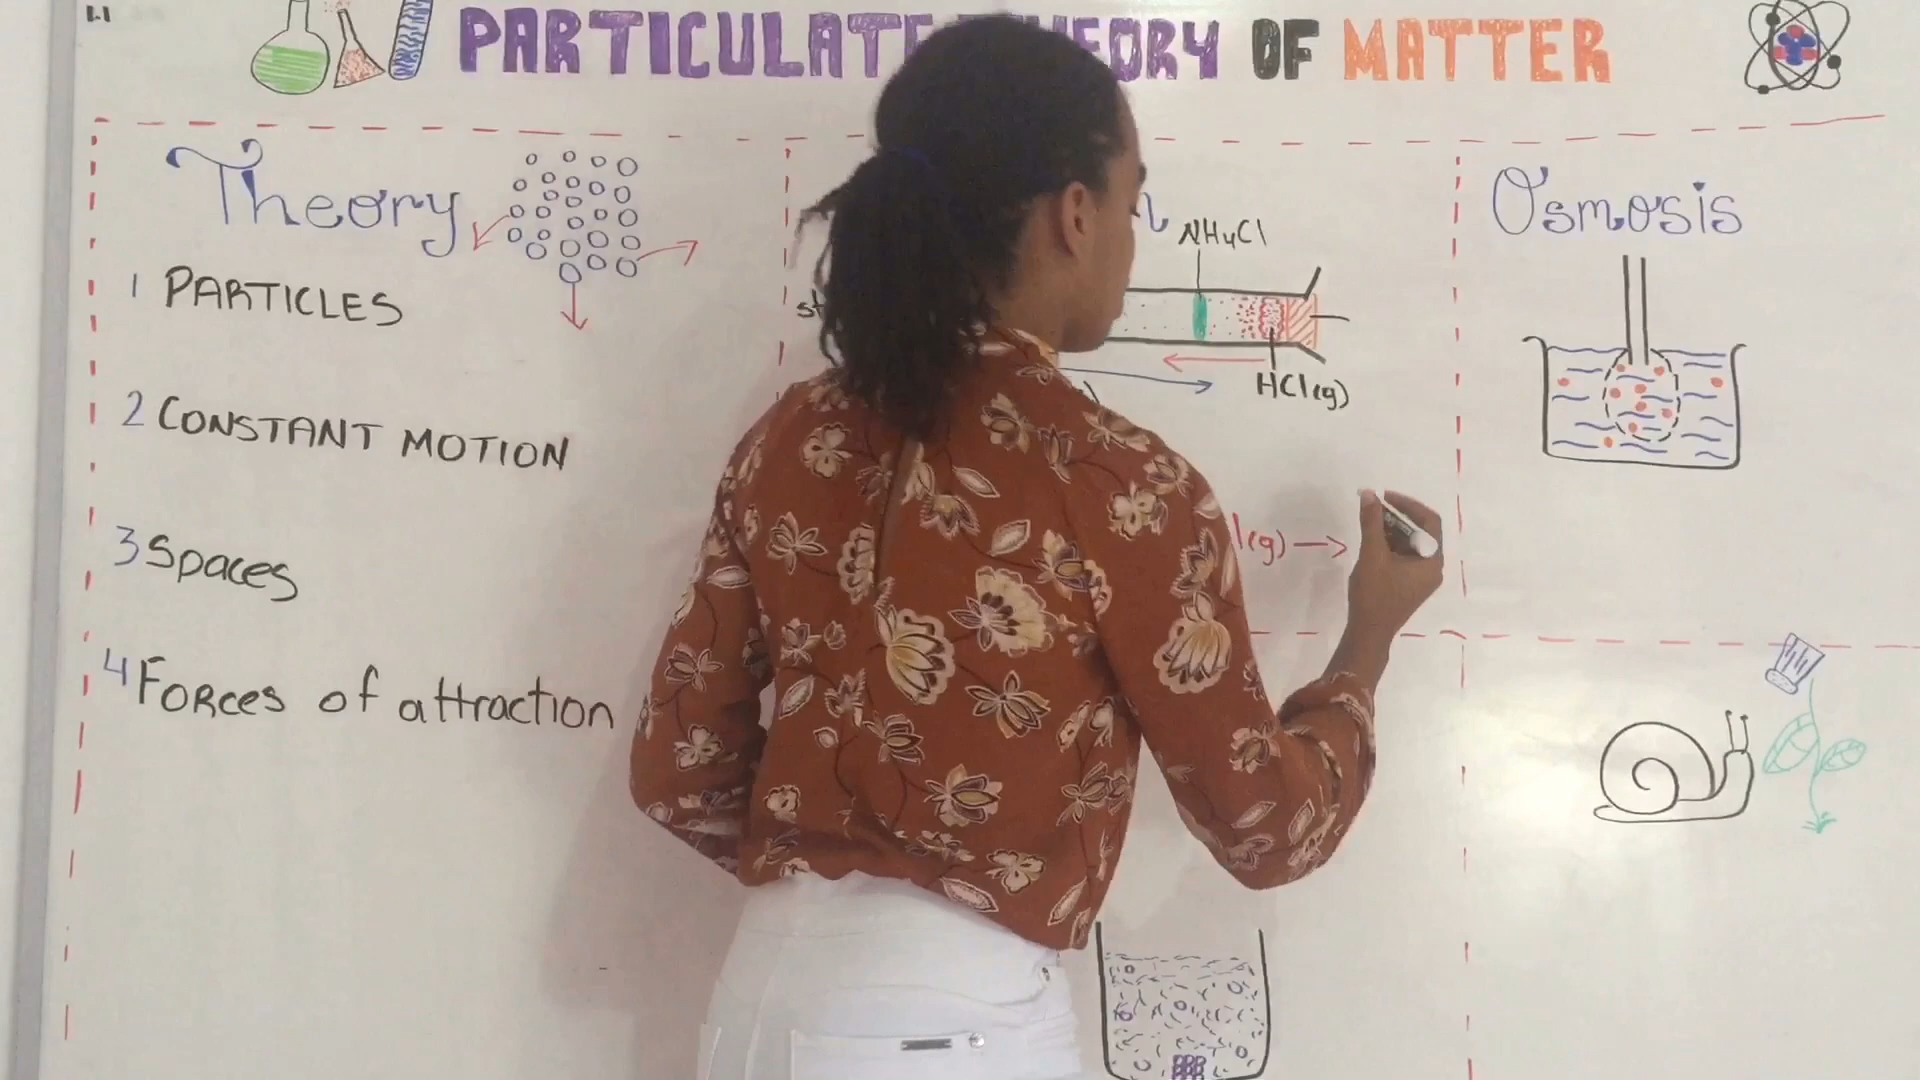 1.1
PARTICULATE THEORY OF MATTER
Theory
1 PARTICLES
2 CONSTANT MOTION
3 Spaces
4 Forces of attraction
NH4Cl
HCl(g)
l(g) →
Osmosis